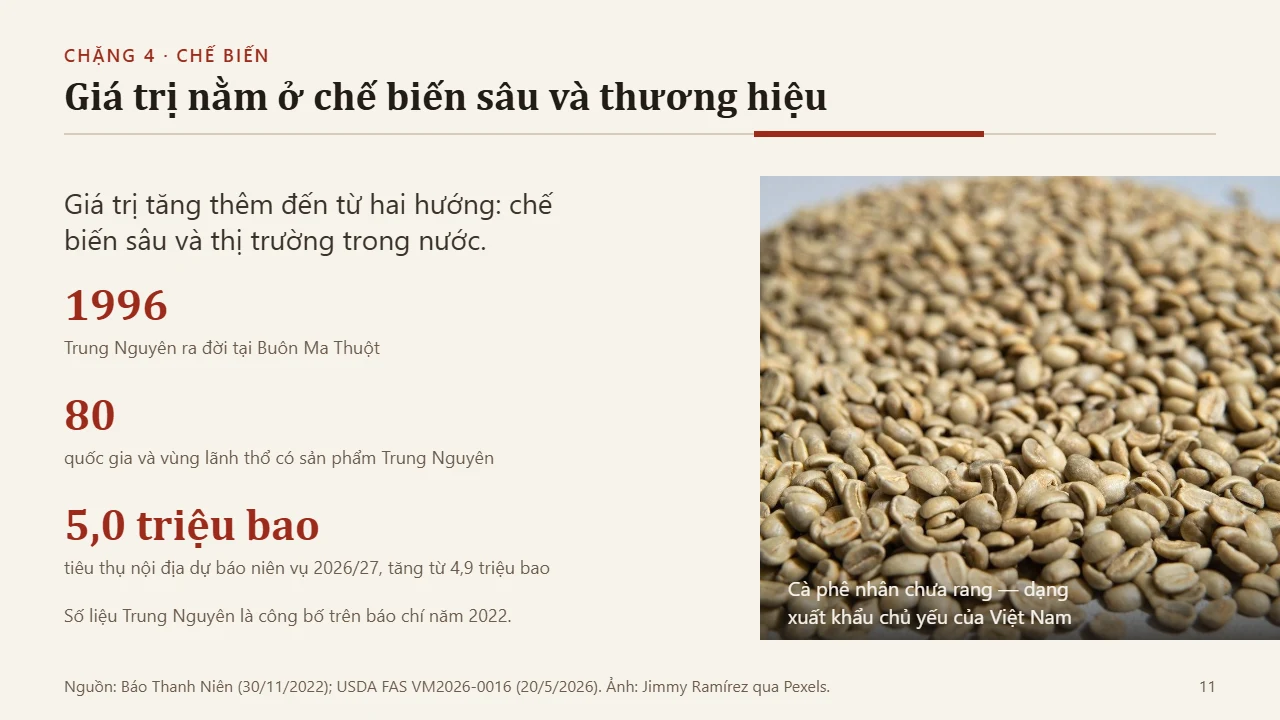 CHẶNG 4 · CHẾ BIẾN
Giá trị nằm ở chế biến sâu và thương hiệu
Giá trị tăng thêm đến từ hai hướng: chế
biến sâu và thị trường trong nước.
1996
Trung Nguyên ra đời tại Buôn Ma Thuột
80
quốc gia và vùng lãnh thổ có sản phẩm Trung Nguyên
5,0 triệu bao
tiêu thụ nội địa dự báo niên vụ 2026/27, tăng từ 4,9 triệu bao
Số liệu Trung Nguyên là công bố trên báo chí năm 2022.
Cà phê nhân chưa rang — dạng
xuất khẩu chủ yếu của Việt Nam
Nguồn: Báo Thanh Niên (30/11/2022); USDA FAS VM2026-0016 (20/5/2026). Ảnh: Jimmy Ramírez qua Pexels.
11